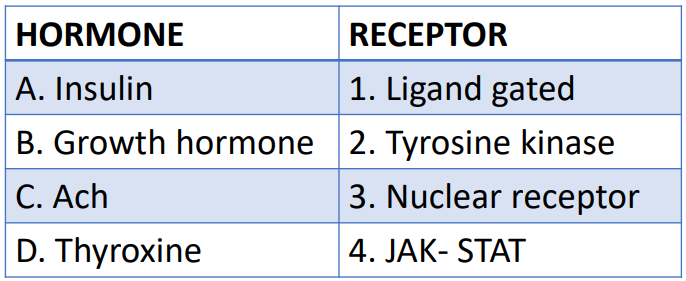 HORMONE RECEPTOR
A. Insulin 1. Ligand gated
B. Growth hormone 2. Tyrosine kinase
C. Ach 3. Nuclear receptor
D. Thyroxine 4. JAK- STAT